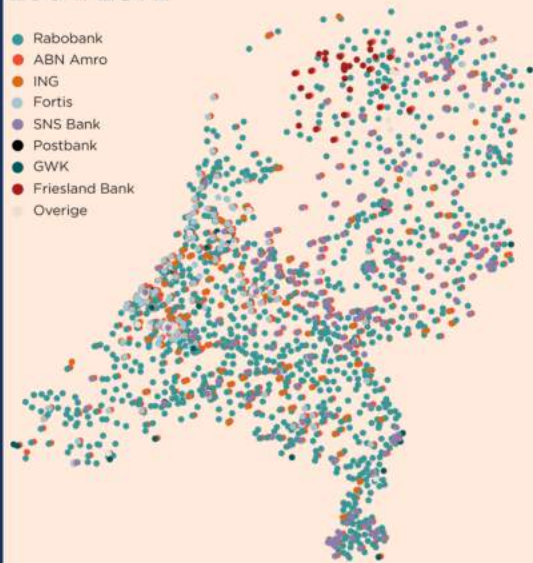 Rabobank
ABN Amro
ING
Fortis
SNS Bank
Postbank
GWK
Friesland Bank
Overige